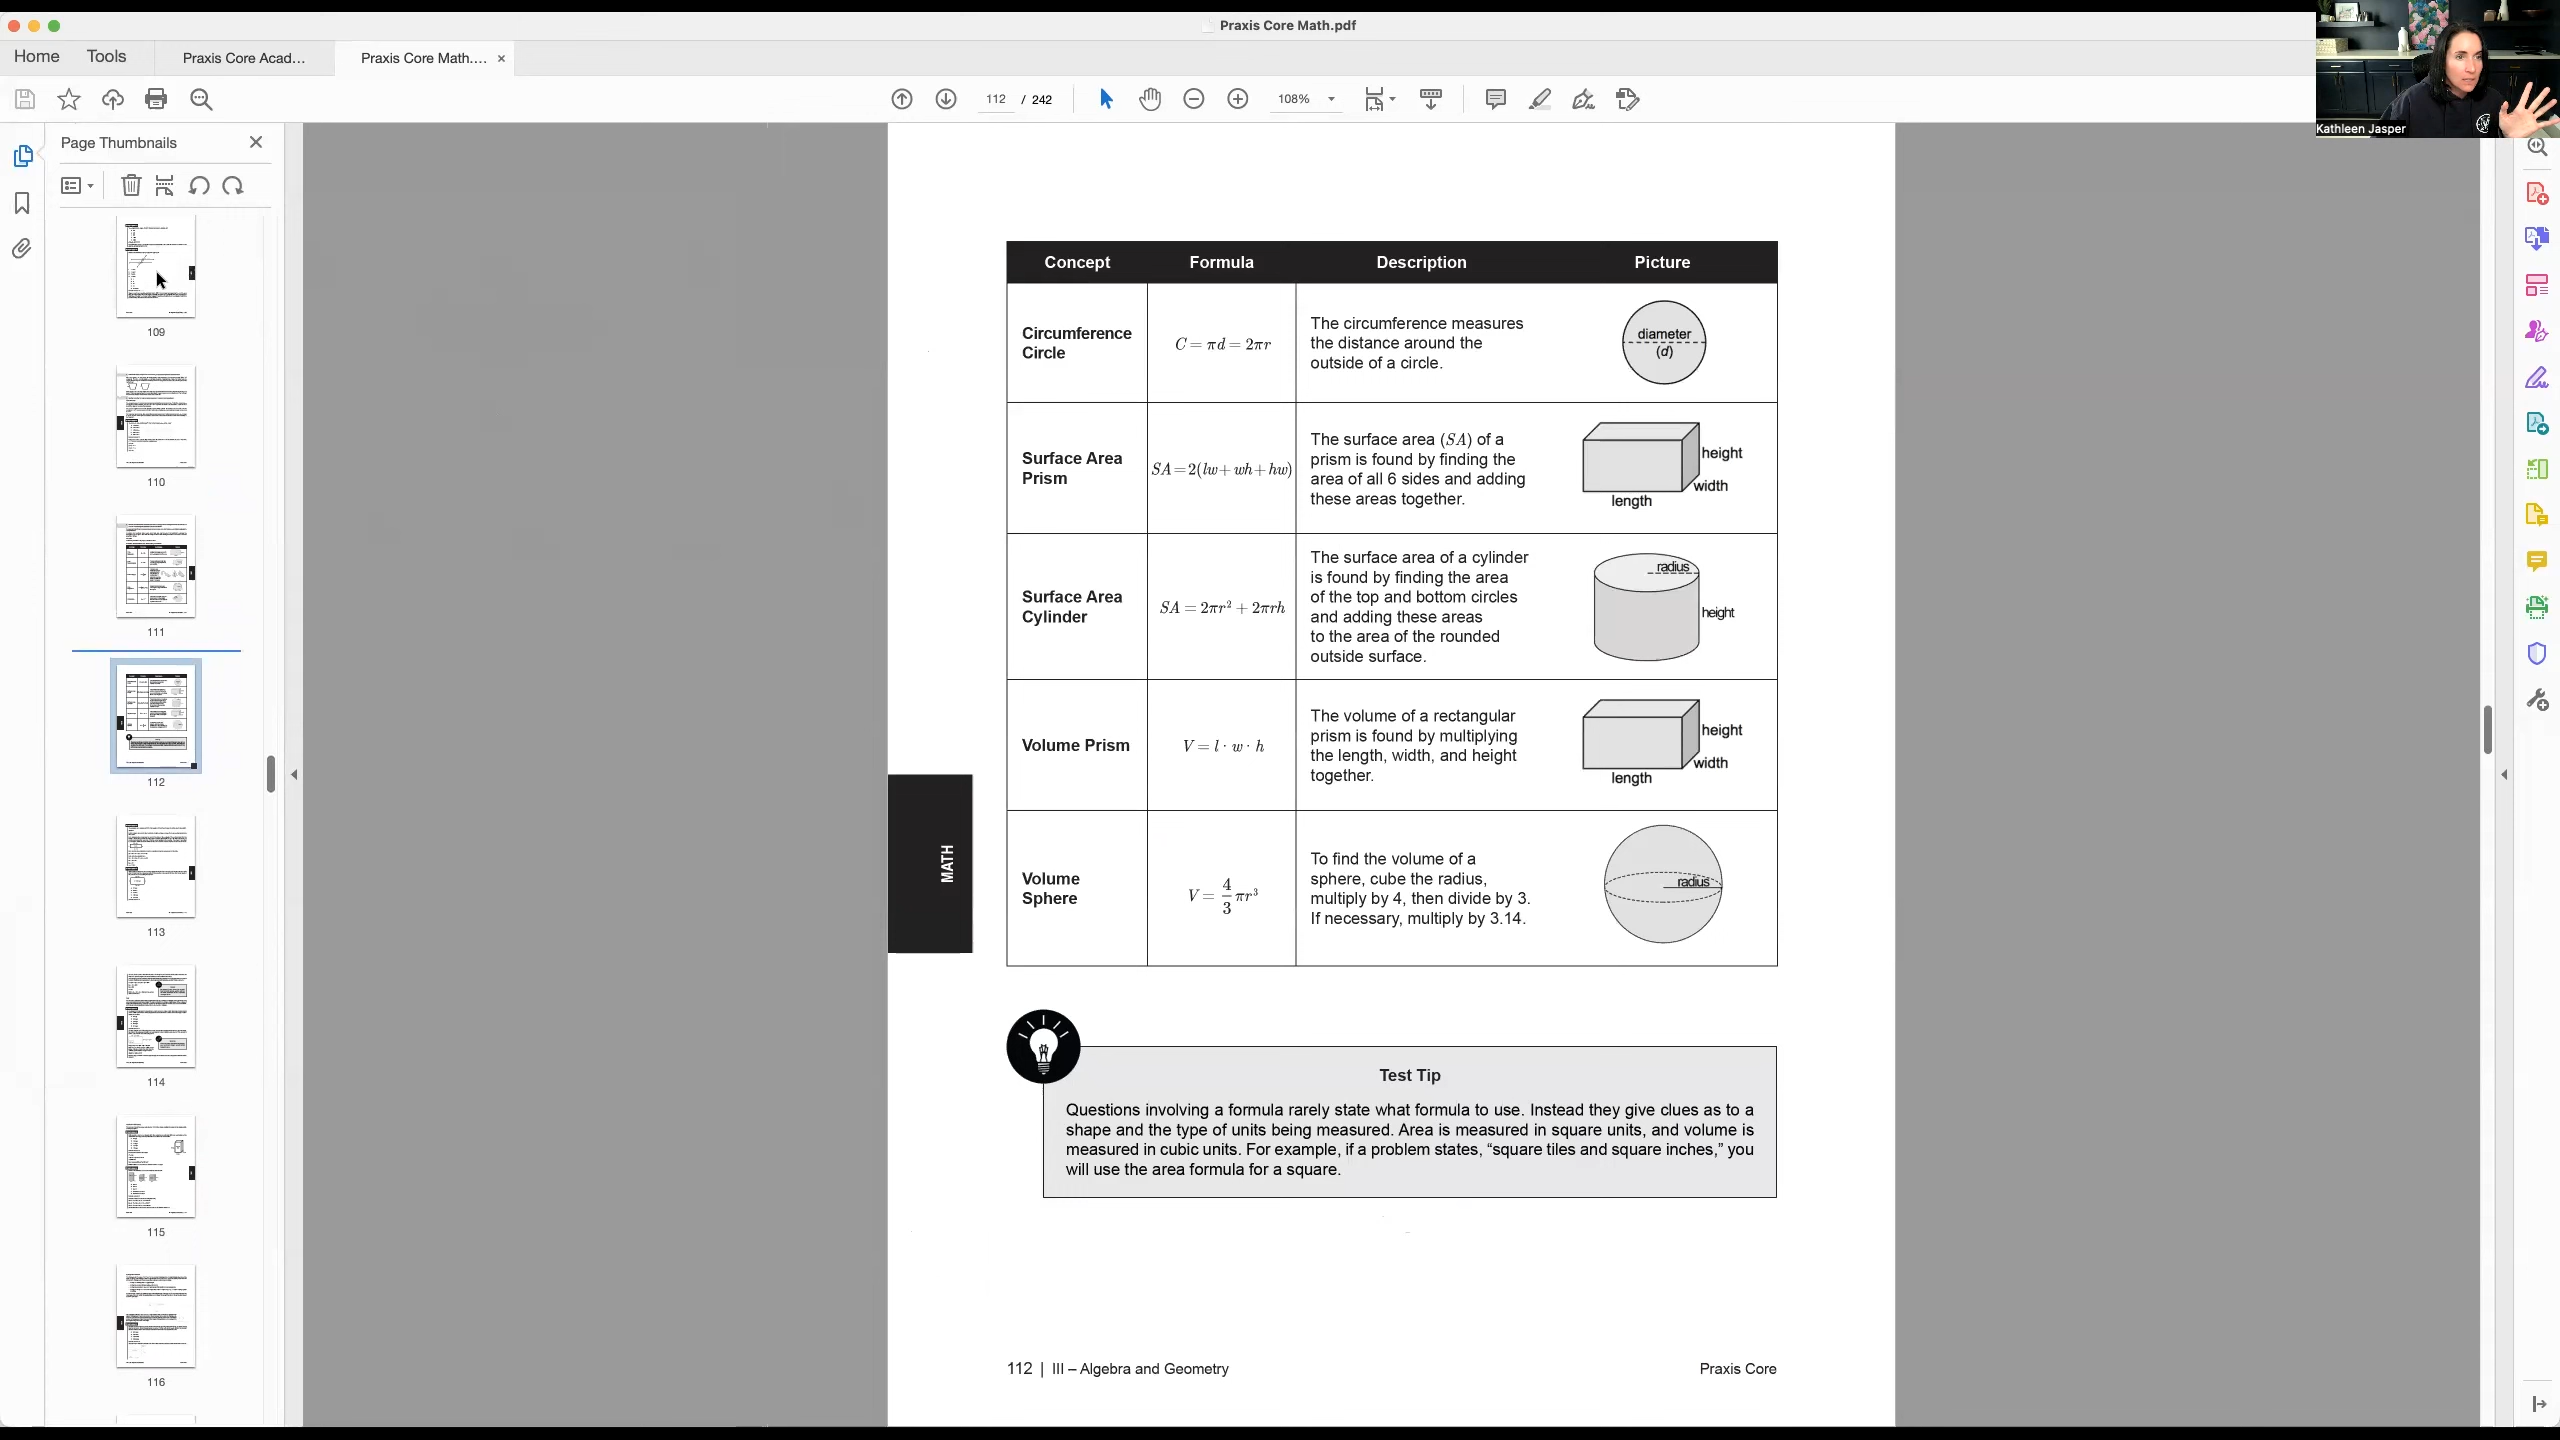 Praxis Core Math.pdf
Home
Tools
Praxis Core Acad...
Praxis Core Math....
112 / 242
108%
Kathleen Jasper
Page Thumbnails
109
110
111
112
113
114
115
116
Concept Formula Description Picture
Circumference
Circle
C = πd = 2πr
The circumference measures
the distance around the
outside of a circle.
diameter
(d)
Surface Area
Prism
SA=2(lw+wh+hw)
The surface area (SA) of a
prism is found by finding the
area of all 6 sides and adding
these areas together.
height
width
length
Surface Area
Cylinder
SA = 2πr² + 2πrh
The surface area of a cylinder
is found by finding the area
of the top and bottom circles
and adding these areas
to the area of the rounded
outside surface.
radius
height
Volume Prism
V = l · w · h
The volume of a rectangular
prism is found by multiplying
the length, width, and height
together.
height
width
length
Volume
Sphere
V = 4/3 πr³
To find the volume of a
sphere, cube the radius,
multiply by 4, then divide by 3.
If necessary, multiply by 3.14.
radius
MATH
Test Tip
Questions involving a formula rarely state what formula to use. Instead they give clues as to a
shape and the type of units being measured. Area is measured in square units, and volume is
measured in cubic units. For example, if a problem states, “square tiles and square inches,” you
will use the area formula for a square.
112 | III – Algebra and Geometry
Praxis Core